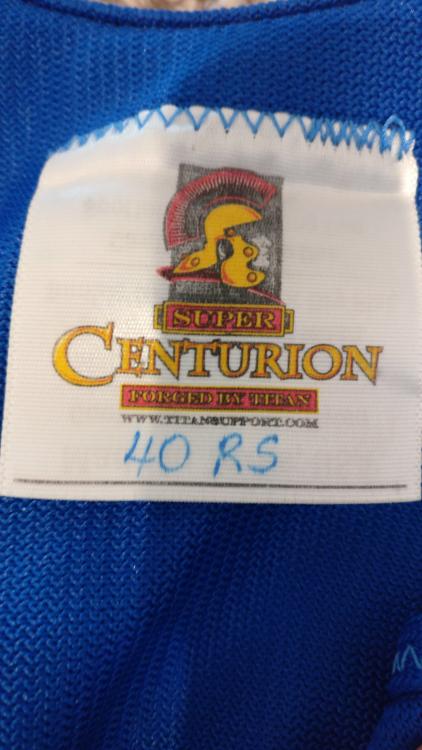 SUPER
CENTURION
FORGED BY TITAN
WWW.TITANSUPPORT.COM
40 RS